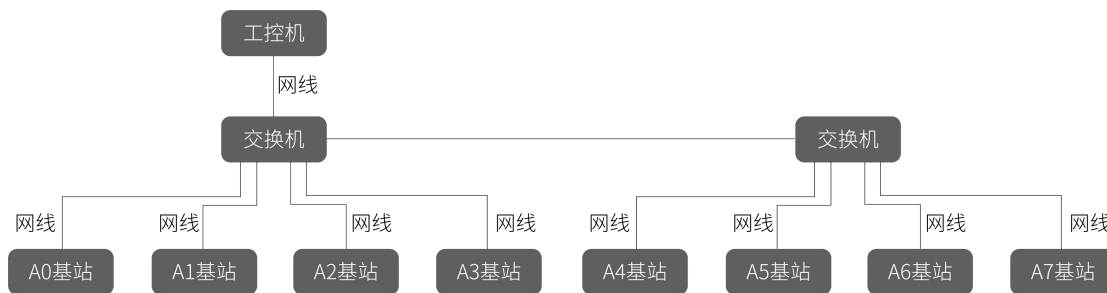 工控机
网线
交换机
交换机
网线
网线
网线
网线
网线
网线
网线
网线
A0基站
A1基站
A2基站
A3基站
A4基站
A5基站
A6基站
A7基站